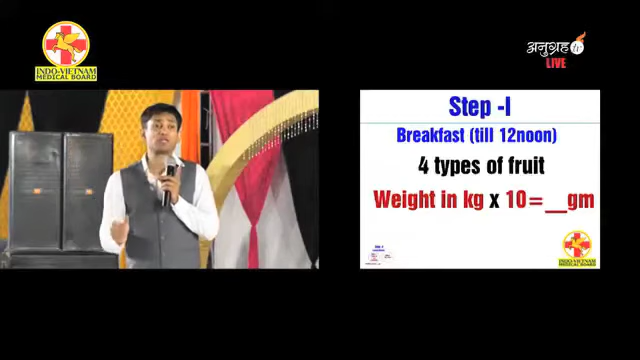 INDO-VIETNAM
MEDICAL BOARD
अनुग्रह tv
LIVE
Step -I
Breakfast (till 12noon)
4 types of fruit
Weight in kg x 10=__gm
INDO-VIETNAM
MEDICAL BOARD